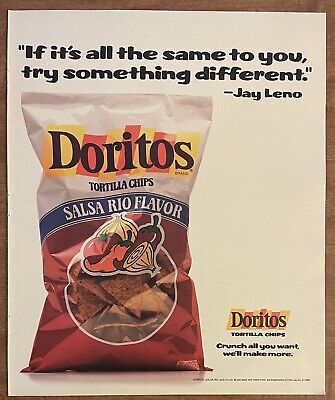 "If it's all the same to you,
try something different."
—Jay Leno
Doritos
BRAND
TORTILLA CHIPS
SALSA RIO FLAVOR
Doritos
TORTILLA CHIPS
Crunch all you want,
we'll make more.